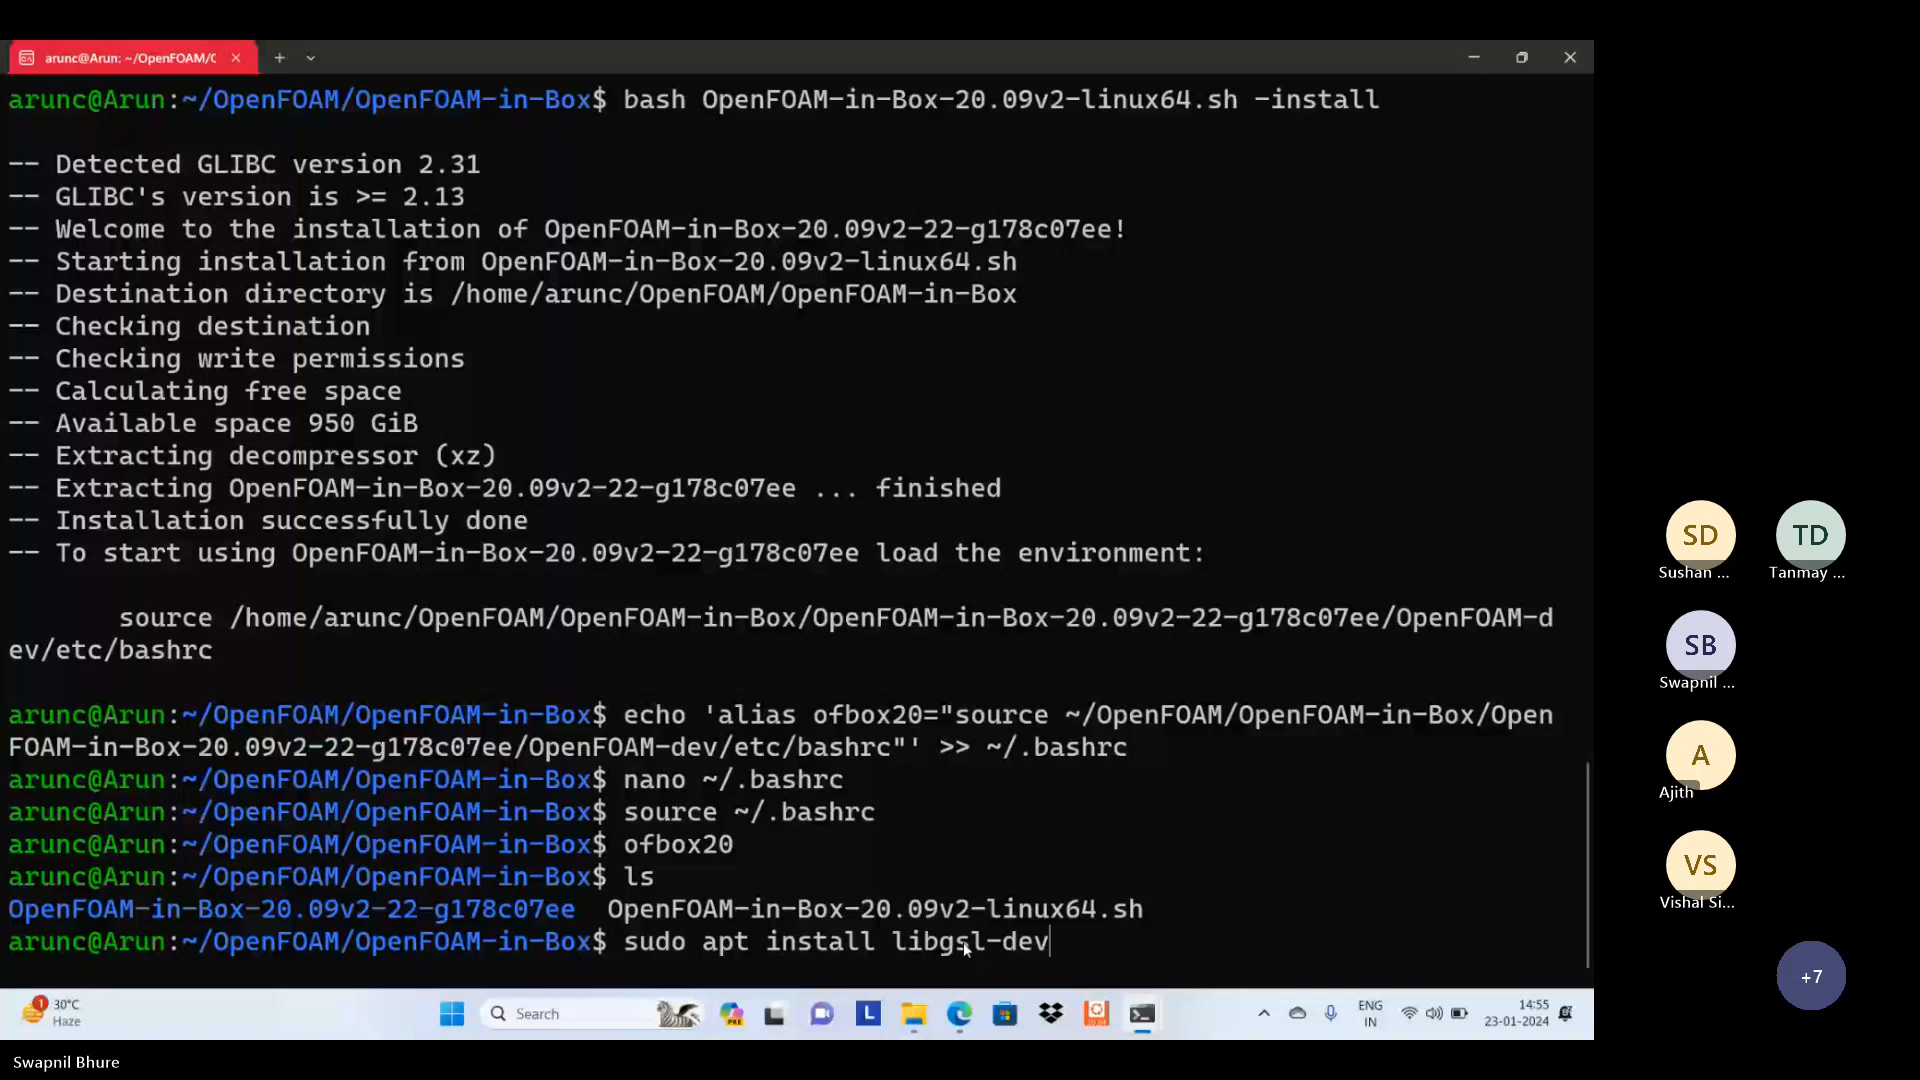 arunc@Arun: ~/OpenFOAM/C
arunc@Arun:~/OpenFOAM/OpenFOAM-in-Box$ bash OpenFOAM-in-Box-20.09v2-linux64.sh -install
-- Detected GLIBC version 2.31
-- GLIBC's version is >= 2.13
-- Welcome to the installation of OpenFOAM-in-Box-20.09v2-22-g178c07ee!
-- Starting installation from OpenFOAM-in-Box-20.09v2-linux64.sh
-- Destination directory is /home/arunc/OpenFOAM/OpenFOAM-in-Box
-- Checking destination
-- Checking write permissions
-- Calculating free space
-- Available space 950 GiB
-- Extracting decompressor (xz)
-- Extracting OpenFOAM-in-Box-20.09v2-22-g178c07ee ... finished
-- Installation successfully done
-- To start using OpenFOAM-in-Box-20.09v2-22-g178c07ee load the environment:
source /home/arunc/OpenFOAM/OpenFOAM-in-Box/OpenFOAM-in-Box-20.09v2-22-g178c07ee/OpenFOAM-d
ev/etc/bashrc
arunc@Arun:~/OpenFOAM/OpenFOAM-in-Box$ echo 'alias ofbox20="source ~/OpenFOAM/OpenFOAM-in-Box/Open
FOAM-in-Box-20.09v2-22-g178c07ee/OpenFOAM-dev/etc/bashrc"' >> ~/.bashrc
arunc@Arun:~/OpenFOAM/OpenFOAM-in-Box$ nano ~/.bashrc
arunc@Arun:~/OpenFOAM/OpenFOAM-in-Box$ source ~/.bashrc
arunc@Arun:~/OpenFOAM/OpenFOAM-in-Box$ ofbox20
arunc@Arun:~/OpenFOAM/OpenFOAM-in-Box$ ls
OpenFOAM-in-Box-20.09v2-22-g178c07ee  OpenFOAM-in-Box-20.09v2-linux64.sh
arunc@Arun:~/OpenFOAM/OpenFOAM-in-Box$ sudo apt install libgsl-dev
SD
Sushan ...
TD
Tanmay ...
SB
Swapnil ...
A
Ajith
VS
Vishal Si...
+7
1
30°C
Haze
Search
PRE
L
ENG
IN
14:55
23-01-2024
Swapnil Bhure